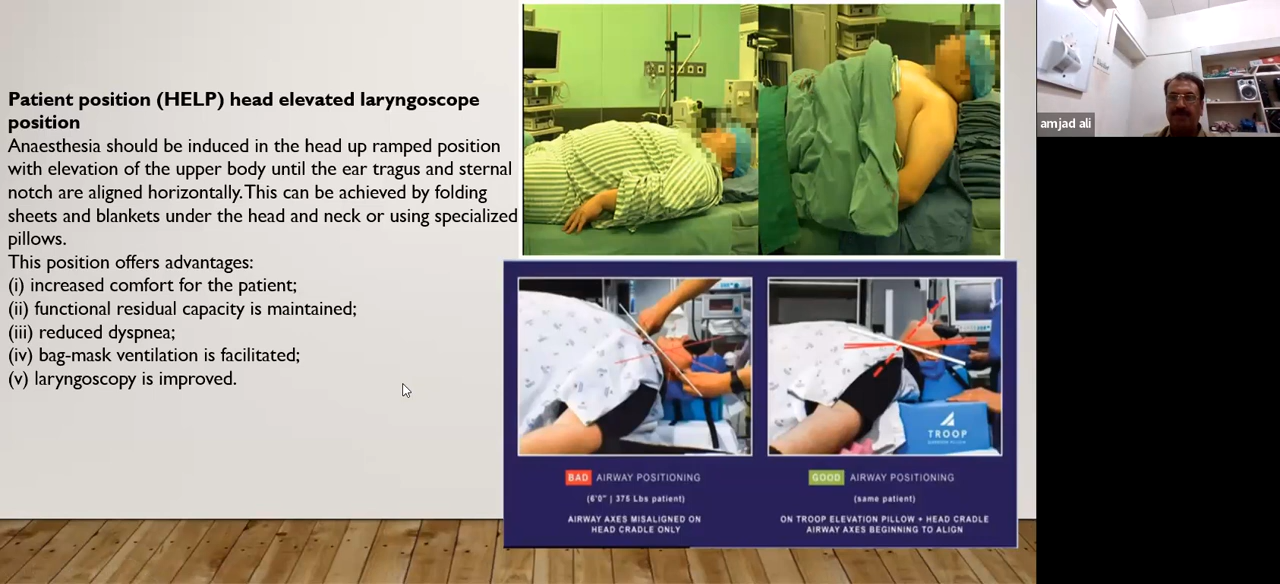 Patient position (HELP) head elevated laryngoscope
position
Anaesthesia should be induced in the head up ramped position
with elevation of the upper body until the ear tragus and sternal
notch are aligned horizontally. This can be achieved by folding
sheets and blankets under the head and neck or using specialized
pillows.
This position offers advantages:
(i) increased comfort for the patient;
(ii) functional residual capacity is maintained;
(iii) reduced dyspnea;
(iv) bag-mask ventilation is facilitated;
(v) laryngoscopy is improved.
TROOP
BAD AIRWAY POSITIONING
(6'0" | 375 Lbs patient)
AIRWAY AXES MISALIGNED ON
HEAD CRADLE ONLY
GOOD AIRWAY POSITIONING
(same patient)
ON TROOP ELEVATION PILLOW + HEAD CRADLE
AIRWAY AXES BEGINNING TO ALIGN
amjad ali